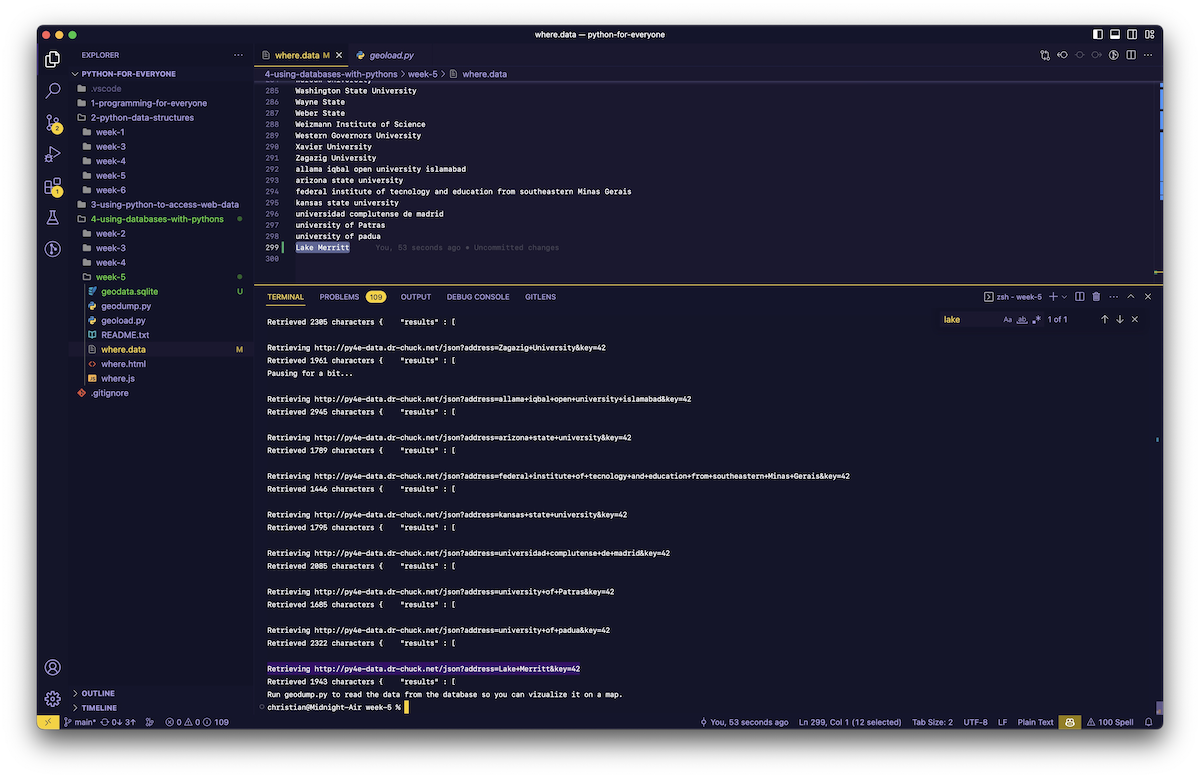 where.data — python-for-everyone
EXPLORER
PYTHON-FOR-EVERYONE
.vscode
1-programming-for-everyone
2-python-data-structures
week-1
week-3
week-4
week-5
week-6
3-using-python-to-access-web-data
4-using-databases-with-pythons
week-2
week-3
week-4
week-5
geodata.sqlite U
geodump.py
geoload.py
README.txt
where.data M
where.html
where.js
.gitignore
OUTLINE
TIMELINE
2
1
where.data M
geoload.py
4-using-databases-with-pythons > week-5 > where.data
285 Washington State University
286 Wayne State
287 Weber State
288 Weizmann Institute of Science
289 Western Governors University
290 Xavier University
291 Zagazig University
292 allama iqbal open university islamabad
293 arizona state university
294 federal institute of tecnology and education from southeastern Minas Gerais
295 kansas state university
296 universidad complutense de madrid
297 university of Patras
298 university of padua
299 Lake Merritt You, 53 seconds ago • Uncommitted changes
300
TERMINAL PROBLEMS 109 OUTPUT DEBUG CONSOLE GITLENS
zsh - week-5
lake Aa ab 1 of 1
Retrieved 2305 characters { "results" : [
Retrieving http://py4e-data.dr-chuck.net/json?address=Zagazig+University&key=42
Retrieved 1961 characters { "results" : [
Pausing for a bit...
Retrieving http://py4e-data.dr-chuck.net/json?address=allama+iqbal+open+university+islamabad&key=42
Retrieved 2945 characters { "results" : [
Retrieving http://py4e-data.dr-chuck.net/json?address=arizona+state+university&key=42
Retrieved 1789 characters { "results" : [
Retrieving http://py4e-data.dr-chuck.net/json?address=federal+institute+of+tecnology+and+education+from+southeastern+Minas+Gerais&key=42
Retrieved 1446 characters { "results" : [
Retrieving http://py4e-data.dr-chuck.net/json?address=kansas+state+university&key=42
Retrieved 1795 characters { "results" : [
Retrieving http://py4e-data.dr-chuck.net/json?address=universidad+complutense+de+madrid&key=42
Retrieved 2085 characters { "results" : [
Retrieving http://py4e-data.dr-chuck.net/json?address=university+of+Patras&key=42
Retrieved 1685 characters { "results" : [
Retrieving http://py4e-data.dr-chuck.net/json?address=university+of+padua&key=42
Retrieved 2322 characters { "results" : [
Retrieving http://py4e-data.dr-chuck.net/json?address=Lake+Merritt&key=42
Retrieved 1943 characters { "results" : [
Run geodump.py to read the data from the database so you can vizualize it on a map.
christian@Midnight-Air week-5 %
main* 0↓ 3↑ 0 0 109
You, 53 seconds ago Ln 299, Col 1 (12 selected) Tab Size: 2 UTF-8 LF Plain Text 100 Spell